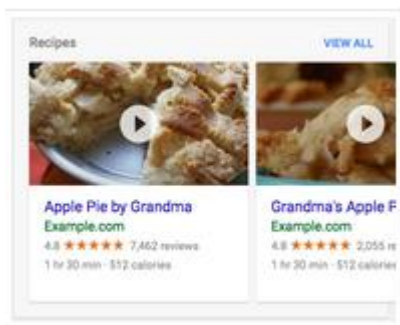 Recipes
VIEW ALL
Apple Pie by Grandma
Example.com
4.8 ★★★★★ 7,462 reviews
1 hr 30 min · 512 calories
Grandma's Apple P
Example.com
4.8 ★★★★★ 2,055 re
1 hr 30 min · 512 calories